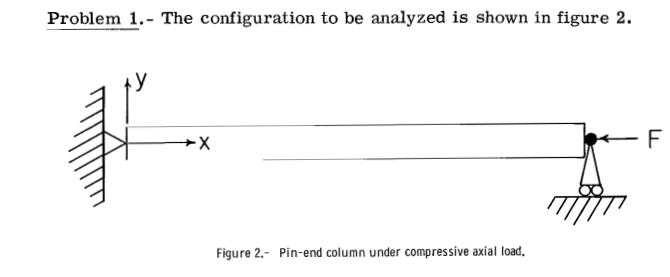 Problem 1.- The configuration to be analyzed is shown in figure 2.
y
x
F
Figure 2.- Pin-end column under compressive axial load.